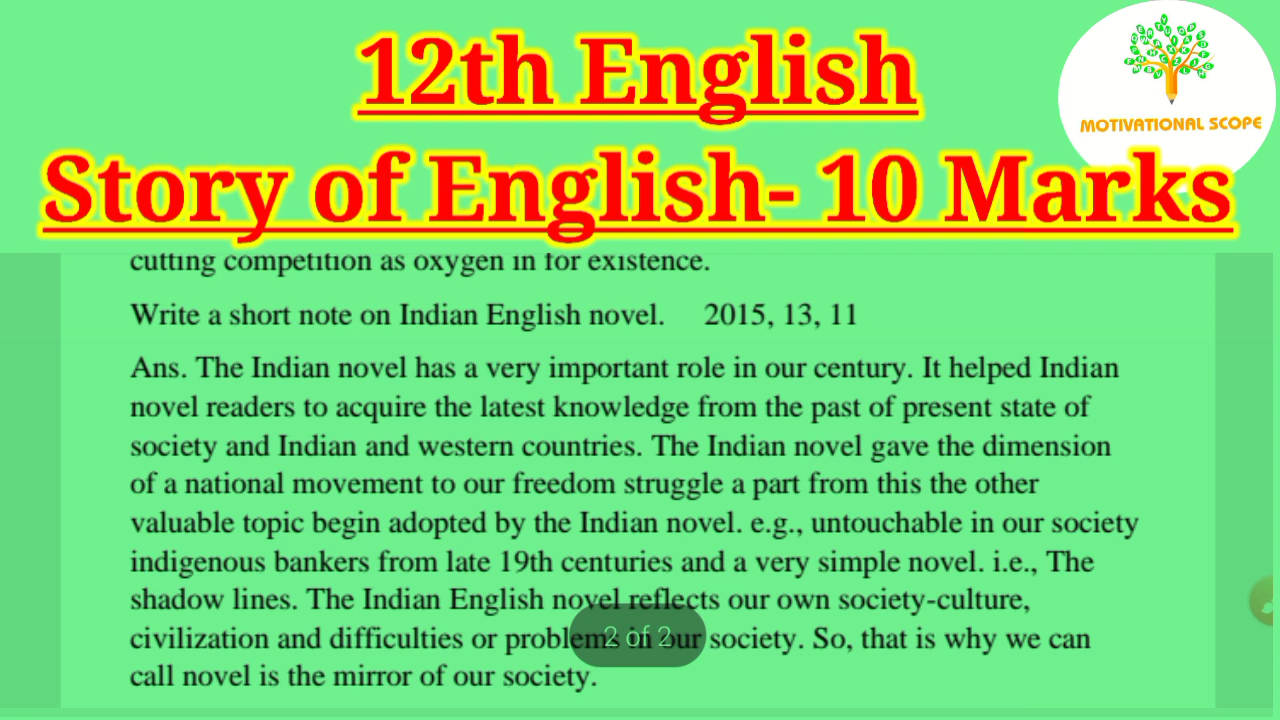 12th English
MOTIVATIONAL SCOPE
Story of English- 10 Marks
cutting competition as oxygen in for existence.
Write a short note on Indian English novel. 2015, 13, 11
Ans. The Indian novel has a very important role in our century. It helped Indian
novel readers to acquire the latest knowledge from the past of present state of
society and Indian and western countries. The Indian novel gave the dimension
of a national movement to our freedom struggle a part from this the other
valuable topic begin adopted by the Indian novel. e.g., untouchable in our society
indigenous bankers from late 19th centuries and a very simple novel. i.e., The
shadow lines. The Indian English novel reflects our own society-culture,
civilization and difficulties or problems in our society. So, that is why we can
2 of 2
call novel is the mirror of our society.